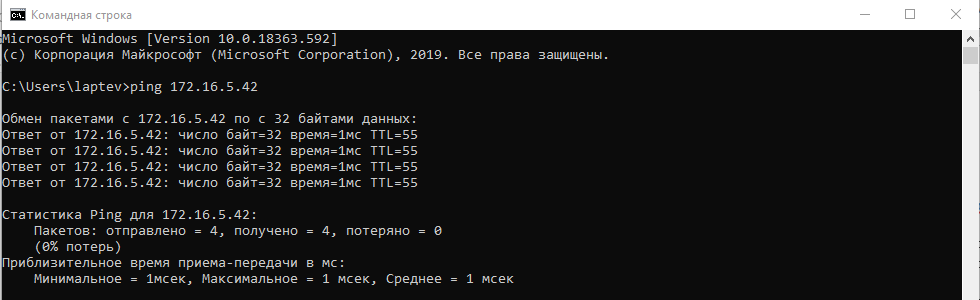 Командная строка
Microsoft Windows [Version 10.0.18363.592]
(c) Корпорация Майкрософт (Microsoft Corporation), 2019. Все права защищены.
C:\Users\laptev>ping 172.16.5.42
Обмен пакетами с 172.16.5.42 по с 32 байтами данных:
Ответ от 172.16.5.42: число байт=32 время=1мс TTL=55
Ответ от 172.16.5.42: число байт=32 время=1мс TTL=55
Ответ от 172.16.5.42: число байт=32 время=1мс TTL=55
Ответ от 172.16.5.42: число байт=32 время=1мс TTL=55
Статистика Ping для 172.16.5.42:
    Пакетов: отправлено = 4, получено = 4, потеряно = 0
    (0% потерь)
Приблизительное время приема-передачи в мс:
    Минимальное = 1мсек, Максимальное = 1 мсек, Среднее = 1 мсек